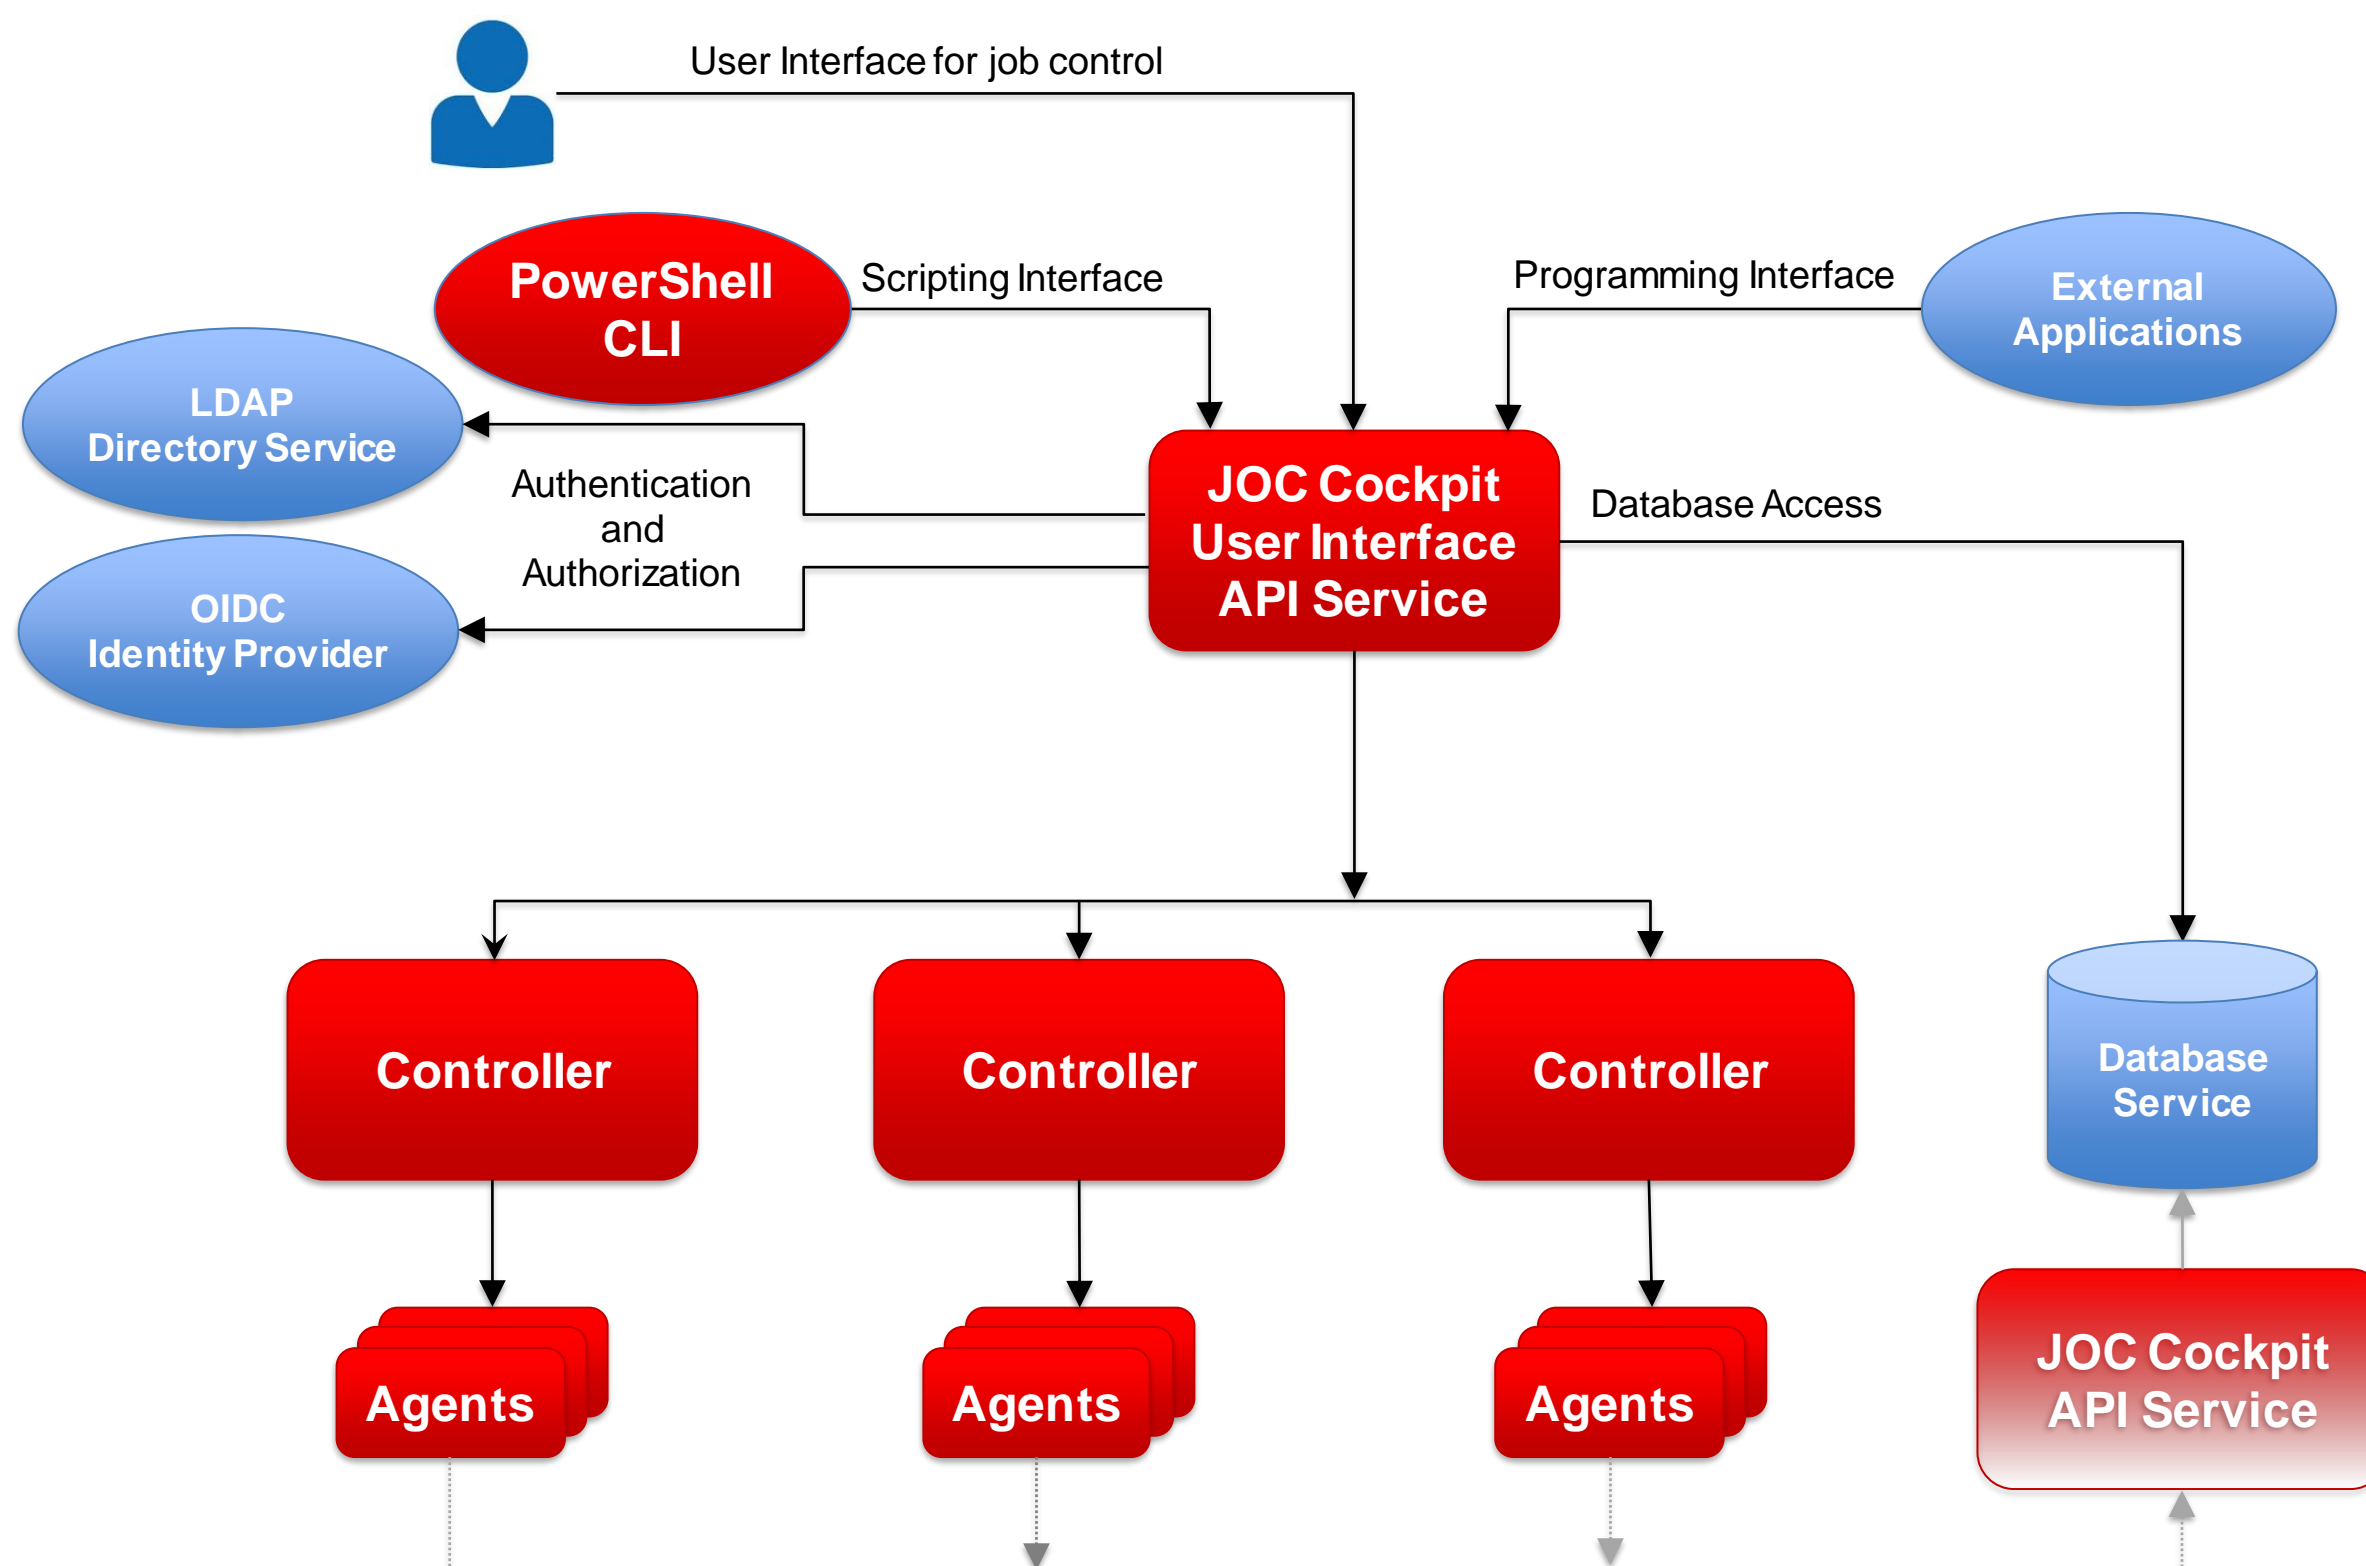 User Interface for job control
PowerShell
CLI
Scripting Interface
Programming Interface
External
Applications
LDAP
Directory Service
Authentication
and
Authorization
OIDC
Identity Provider
JOC Cockpit
User Interface
API Service
Database Access
Controller
Controller
Controller
Database
Service
Agents
Agents
Agents
JOC Cockpit
API Service